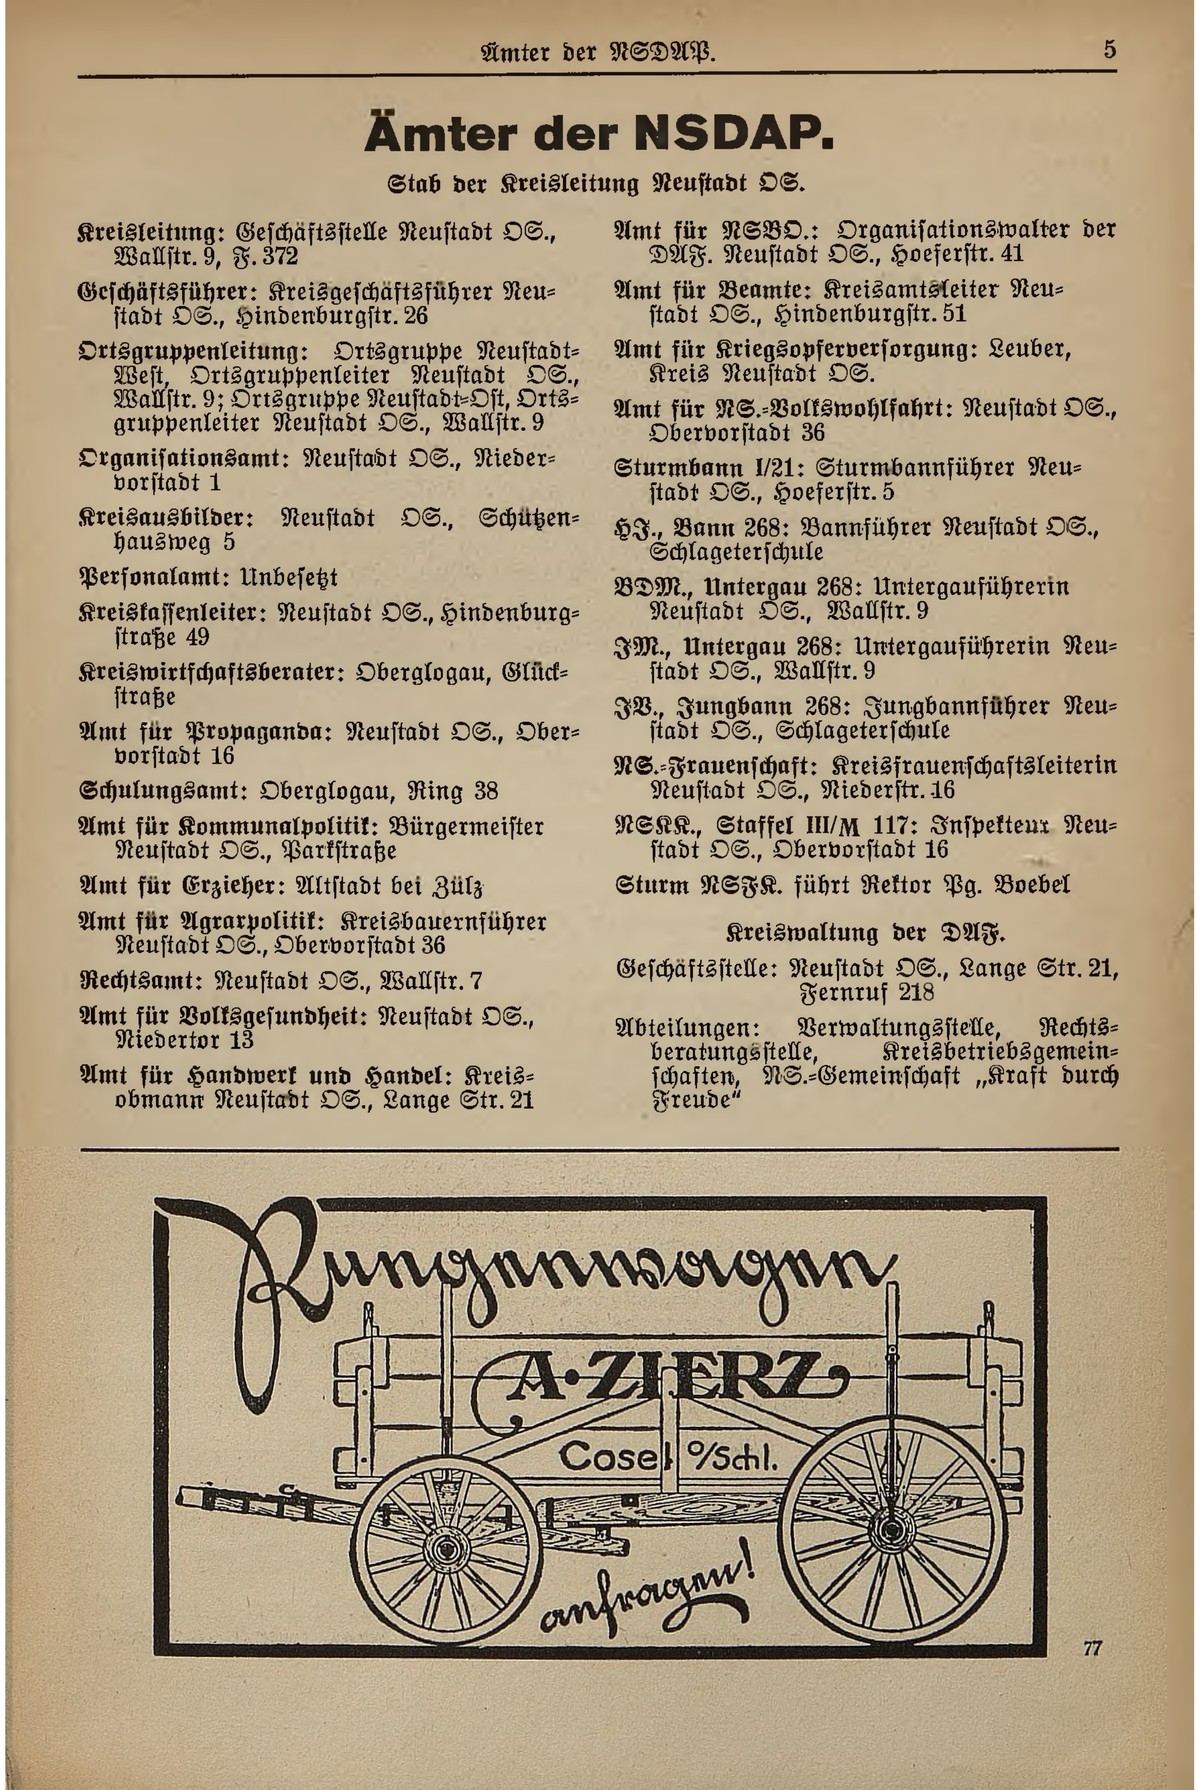 Ämter der NSDAP. 5
Ämter der NSDAP.
Stab der Kreisleitung Neustadt OS.
Kreisleitung: Geschäftsstelle Neustadt OS.,
Wallstr. 9, F. 372
Geschäftsführer: Kreisgeschäftsführer Neu=
stadt OS., Hindenburgstr. 26
Ortsgruppenleitung: Ortsgruppe Neustadt=
West, Ortsgruppenleiter Neustadt OS.,
Wallstr. 9; Ortsgruppe Neustadt=Ost, Orts=
gruppenleiter Neustadt OS., Wallstr. 9
Organisationsamt: Neustadt OS., Nieder=
vorstadt 1
Kreisausbilder: Neustadt OS., Schützen=
hausweg 5
Personalamt: Unbesetzt
Kreiskassenleiter: Neustadt OS., Hindenburg=
straße 49
Kreiswirtschaftsberater: Oberglogau, Glück=
straße
Amt für Propaganda: Neustadt OS., Ober=
vorstadt 16
Schulungsamt: Oberglogau, Ring 38
Amt für Kommunalpolitik: Bürgermeister
Neustadt OS., Parkstraße
Amt für Erzieher: Altstadt bei Zülz
Amt für Agrarpolitik: Kreisbauernführer
Neustadt OS., Obervorstadt 36
Rechtsamt: Neustadt OS., Wallstr. 7
Amt für Volksgesundheit: Neustadt OS.,
Niedertor 13
Amt für Handwerk und Handel: Kreis=
obmann Neustadt OS., Lange Str. 21
Amt für NSBO.: Organisationswalter der
DAF. Neustadt OS., Hoeferstr. 41
Amt für Beamte: Kreisamtsleiter Neu=
stadt OS., Hindenburgstr. 51
Amt für Kriegsopferversorgung: Leuber,
Kreis Neustadt OS.
Amt für NS.=Volkswohlfahrt: Neustadt OS.,
Obervorstadt 36
Sturmbann I/21: Sturmbannführer Neu=
stadt OS., Hoeferstr. 5
HJ., Bann 268: Bannführer Neustadt OS.,
Schlageterschule
BDM., Untergau 268: Untergauführerin
Neustadt OS., Wallstr. 9
JM., Untergau 268: Untergauführerin Neu=
stadt OS., Wallstr. 9
JV., Jungbann 268: Jungbannführer Neu=
stadt OS., Schlageterschule
NS.=Frauenschaft: Kreisfrauenschaftsleiterin
Neustadt OS., Niederstr. 16
NSKK., Staffel III/M 117: Inspekteur Neu=
stadt OS., Obervorstadt 16
Sturm NSFK. führt Rektor Pg. Boebel
Kreiswaltung der DAF.
Geschäftsstelle: Neustadt OS., Lange Str. 21,
Fernruf 218
Abteilungen: Verwaltungsstelle, Rechts=
beratungsstelle, Kreisbetriebsgemein=
schaften, NS.=Gemeinschaft „Kraft durch
Freude“
Rungenwagen
A·ZIERZ
Cosel o/Schl.
anfragen!
77